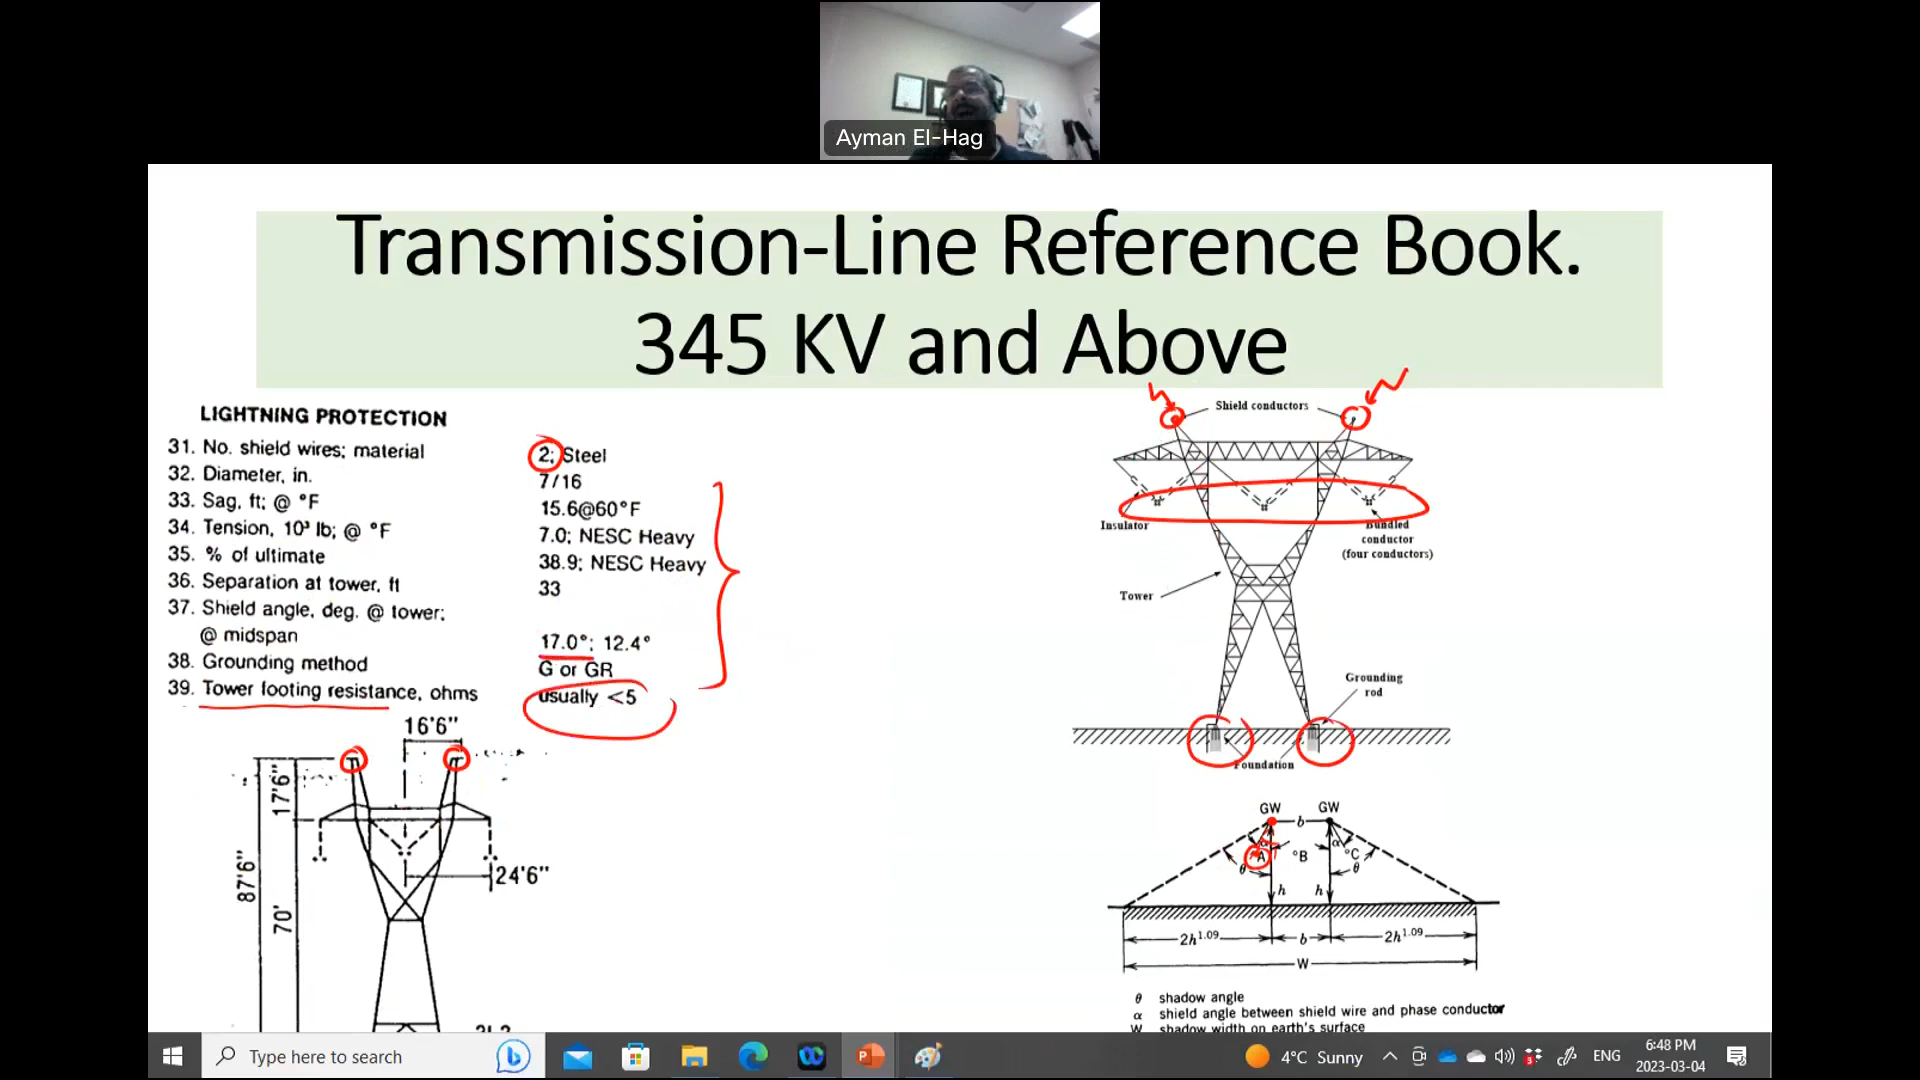 Ayman El-Hag
Transmission-Line Reference Book.
345 KV and Above
LIGHTNING PROTECTION
31. No. shield wires; material 2; Steel
32. Diameter, in. 7/16
33. Sag, ft; @ °F 15.6@60°F
34. Tension, 10³ lb; @ °F 7.0; NESC Heavy
35. % of ultimate 38.9; NESC Heavy
36. Separation at tower, ft 33
37. Shield angle, deg. @ tower;
@ midspan 17.0°; 12.4°
38. Grounding method G or GR
39. Tower footing resistance, ohms usually <5
16'6"
17'6"
87'6"
70'
24'6"
Shield conductors
Insulator
Bundled
conductor
(four conductors)
Tower
Grounding
rod
Foundation
GW GW
b
α A °B α °C
θ θ
h h
2h^1.09 b 2h^1.09
W
θ shadow angle
α shield angle between shield wire and phase conductor
W shadow width on earth's surface
Type here to search
4°C Sunny
ENG
6:48 PM
2023-03-04
3